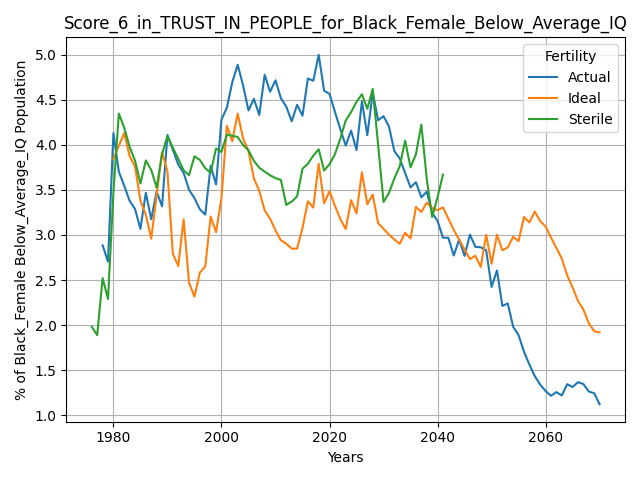 Score_6_in_TRUST_IN_PEOPLE_for_Black_Female_Below_Average_IQ
% of Black_Female Below_Average_IQ Population
5.0
4.5
4.0
3.5
3.0
2.5
2.0
1.5
1.0
Fertility
Actual
Ideal
Sterile
1980
2000
2020
2040
2060
Years